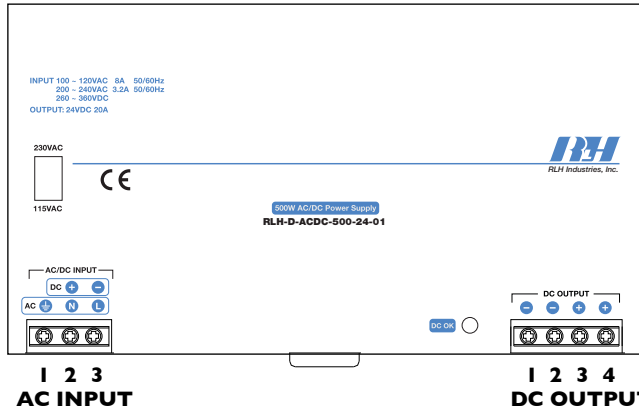 INPUT 100 ~ 120VAC 8A 50/60Hz
200 ~ 240VAC 3.2A 50/60Hz
260 ~ 360VDC
OUTPUT: 24VDC 20A
230VAC
115VAC
CE
RLH
RLH Industries, Inc.
500W AC/DC Power Supply
RLH-D-ACDC-500-24-01
AC/DC INPUT
DC + −
AC N L
1 2 3
AC INPUT
DC OK
DC OUTPUT
− − + +
1 2 3 4
DC OUTPUT